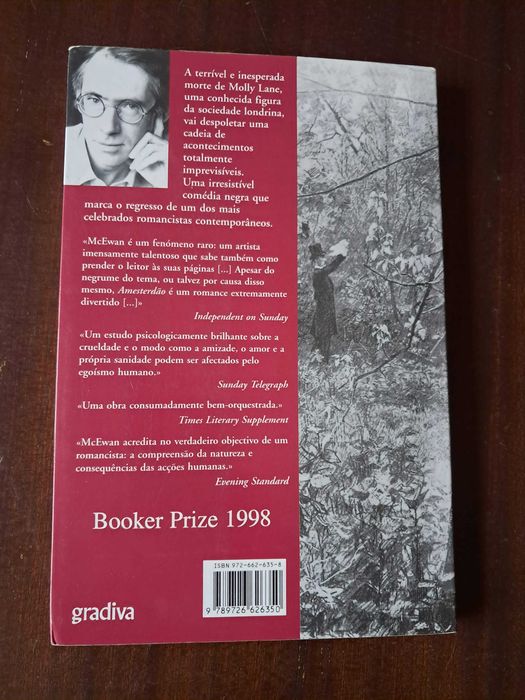 A terrível e inesperada
morte de Molly Lane,
uma conhecida figura
da sociedade londrina,
vai despoletar uma
cadeia de
acontecimentos
totalmente
imprevisíveis.
Uma irresistível
comédia negra que
marca o regresso de um dos mais
celebrados romancistas contemporâneos.
«McEwan é um fenómeno raro: um artista
imensamente talentoso que sabe também como
prender o leitor às suas páginas [...] Apesar do
negrume do tema, ou talvez por causa disso
mesmo, Amesterdão é um romance extremamente
divertido [...]»
Independent on Sunday
«Um estudo psicologicamente brilhante sobre a
crueldade e o modo como a amizade, o amor e a
própria sanidade podem ser afectados pelo
egoísmo humano.»
Sunday Telegraph
«Uma obra consumadamente bem-orquestrada.»
Times Literary Supplement
«McEwan acredita no verdadeiro objectivo de um
romancista: a compreensão da natureza e
consequências das acções humanas.»
Evening Standard
Booker Prize 1998
ISBN 972-662-635-8
9 789726 626350
gradiva